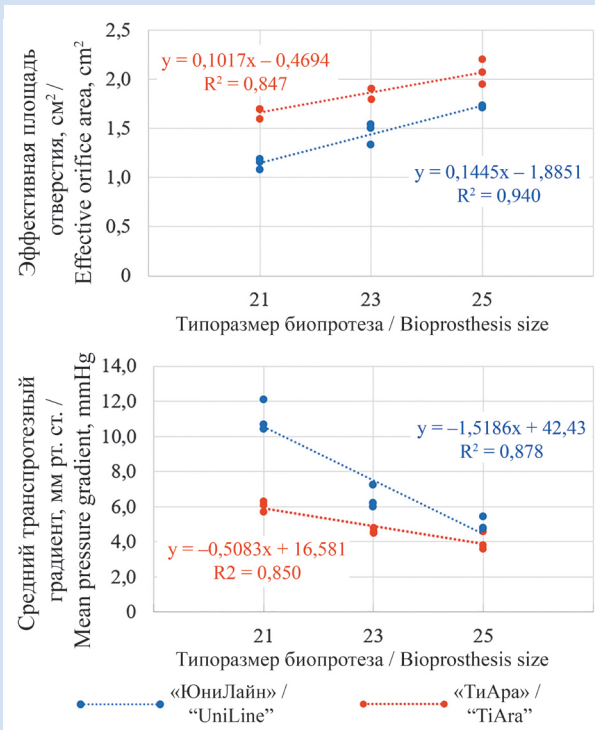 Эффективная площадь
отверстия, см² /
Effective orifice area, cm²
2,5
2,0
1,5
1,0
0,5
0
y = 0,1017x – 0,4694
R² = 0,847
y = 0,1445x – 1,8851
R² = 0,940
21 23 25
Типоразмер биопротеза / Bioprosthesis size
Средний транспротезный
градиент, мм рт. ст. /
Mean pressure gradient, mmHg
14,0
12,0
10,0
8,0
6,0
4,0
2,0
0
y = –1,5186x + 42,43
R² = 0,878
y = –0,5083x + 16,581
R2 = 0,850
21 23 25
Типоразмер биопротеза / Bioprosthesis size
«ЮниЛайн» /
“UniLine”
«ТиАра» /
“TiAra”